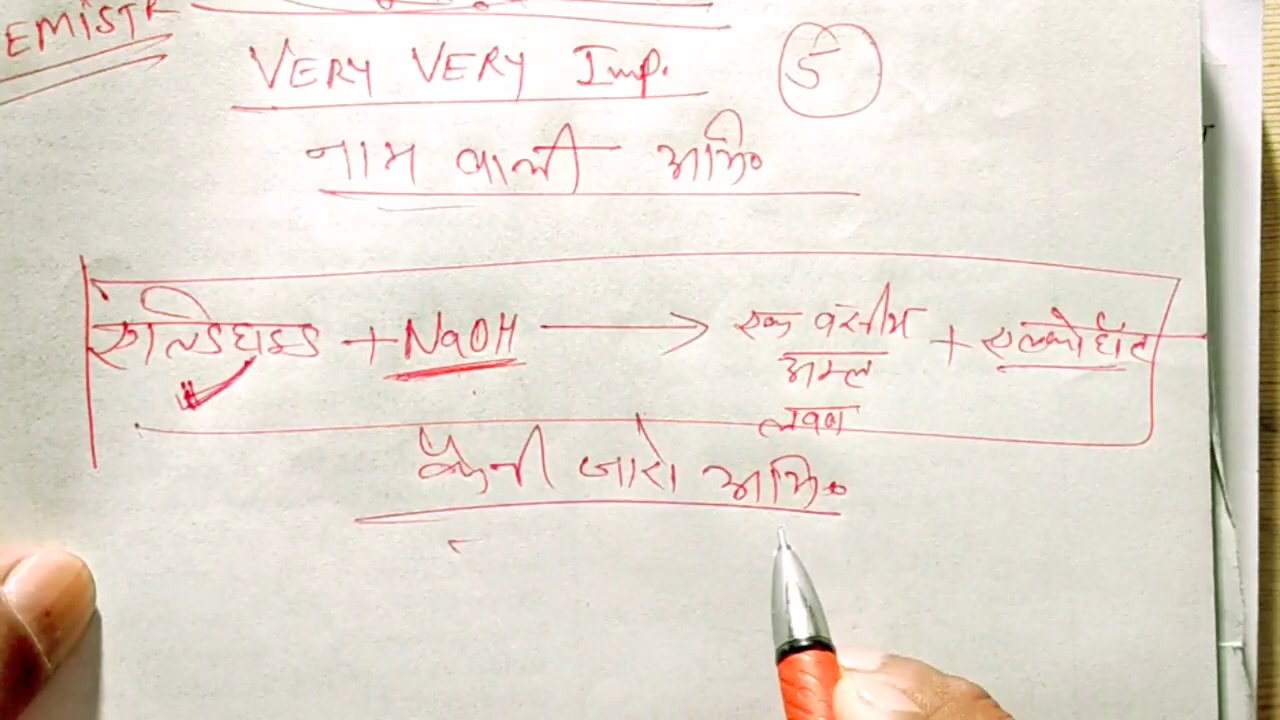 EMISTR
VERY VERY Imp. 5
नाम वाली अभि०
एल्डिहाइड + NaOH → एक वसीय + एल्कोहॉल
अम्ल
लवण
कैनी जारो अभि०